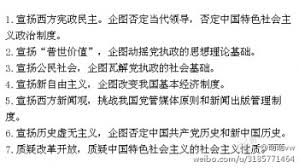 1. 宣扬西方宪政民主。企图否定当代领导，否定中国特色社会主
义政治制度。
2. 宣扬“普世价值”，企图动摇党执政的思想理论基础。
3. 宣扬公民社会，企图瓦解党执政的社会基础。
4. 宣扬新自由主义，企图改变我国基本经济制度。
5. 宣扬西方新闻观，挑战我国党管媒体原则和新闻出版管理制
度。
6. 宣扬历史虚无主义，企图否定中国共产党历史和新中国历史。
7. 质疑改革开放，质疑中国特色社会主义的社会主义性质。
weibo.com/u/3185771464